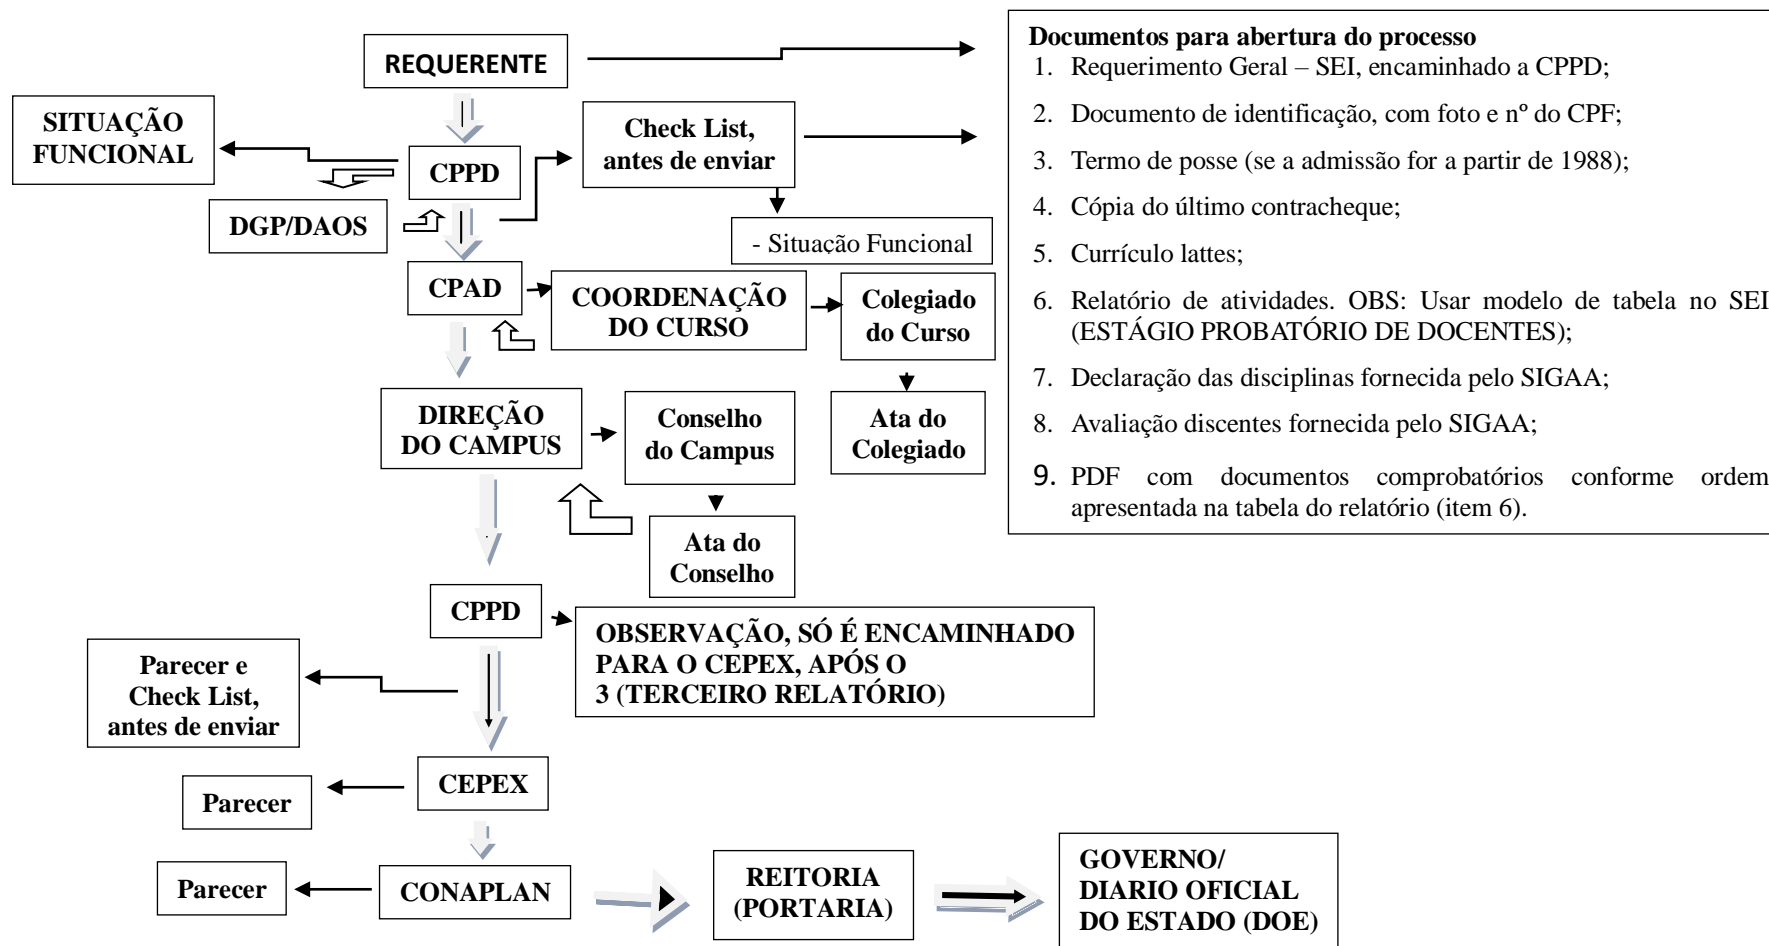 REQUERENTE
SITUAÇÃO
FUNCIONAL
CPPD
DGP/DAOS
Check List,
antes de enviar
- Situação Funcional
CPAD
COORDENAÇÃO
DO CURSO
Colegiado
do Curso
Ata do
Colegiado
DIREÇÃO
DO CAMPUS
Conselho
do Campus
Ata do
Conselho
CPPD
OBSERVAÇÃO, SÓ É ENCAMINHADO
PARA O CEPEX, APÓS O
3 (TERCEIRO RELATÓRIO)
Parecer e
Check List,
antes de enviar
CEPEX
Parecer
CONAPLAN
Parecer
REITORIA
(PORTARIA)
GOVERNO/
DIARIO OFICIAL
DO ESTADO (DOE)
Documentos para abertura do processo
1. Requerimento Geral – SEI, encaminhado a CPPD;
2. Documento de identificação, com foto e nº do CPF;
3. Termo de posse (se a admissão for a partir de 1988);
4. Cópia do último contracheque;
5. Currículo lattes;
6. Relatório de atividades. OBS: Usar modelo de tabela no SEI
(ESTÁGIO PROBATÓRIO DE DOCENTES);
7. Declaração das disciplinas fornecida pelo SIGAA;
8. Avaliação discentes fornecida pelo SIGAA;
9. PDF com documentos comprobatórios conforme ordem
apresentada na tabela do relatório (item 6).